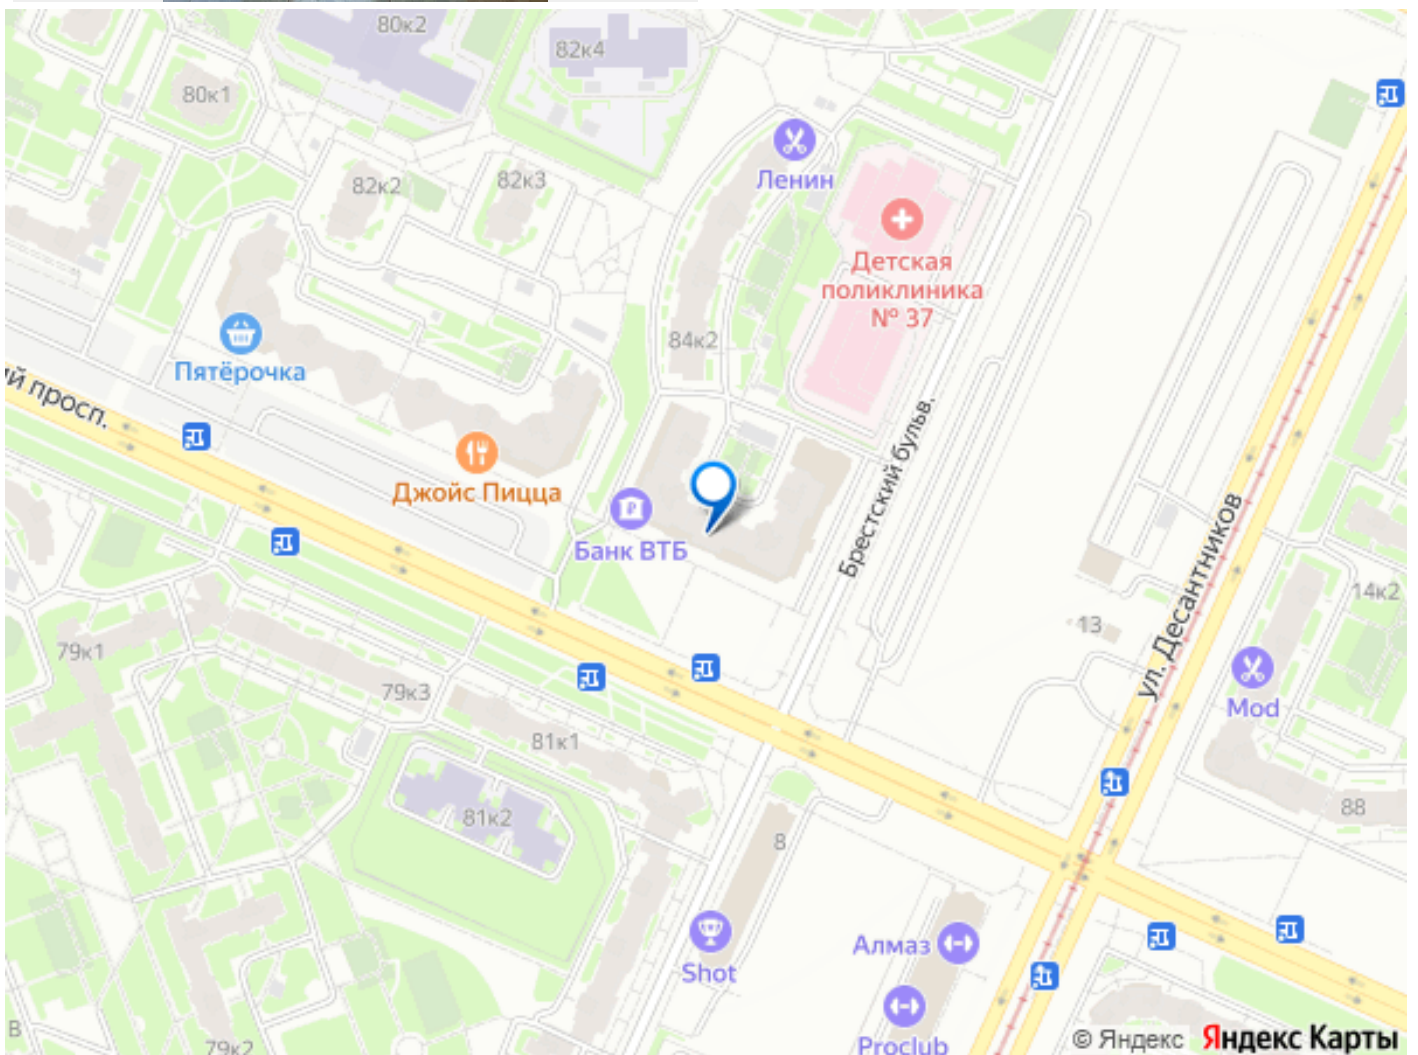 80к2
82к4
80к1
Ленин
82к2
82к3
Детская
поликлиника
№ 37
84к2
Пятёрочка
ий просп.
Джойс Пицца
Банк ВТБ
Брестский бульв.
ул. Десантников
14к2
13
79к1
79к3
Mod
81к1
81к2
8
88
Shot
Алмаз
Proclub
В
79к2
© Яндекс Яндекс Карты